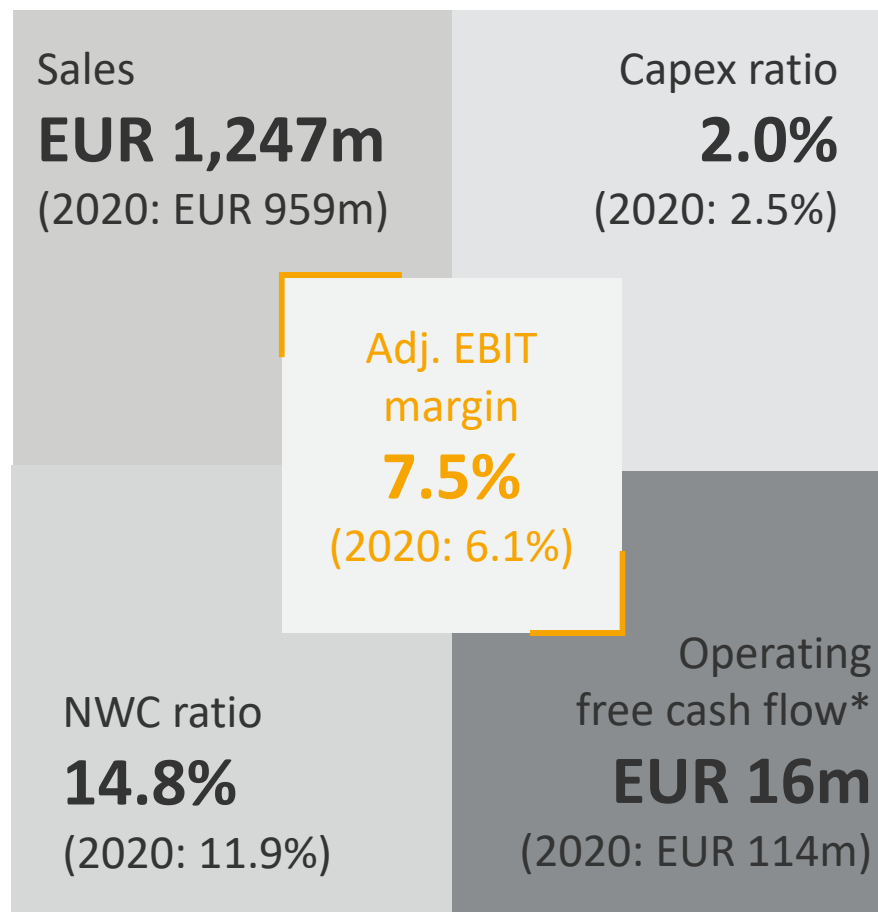 Sales
EUR 1,247m
(2020: EUR 959m)
Capex ratio
2.0%
(2020: 2.5%)
Adj. EBIT
margin
7.5%
(2020: 6.1%)
NWC ratio
14.8%
(2020: 11.9%)
Operating
free cash flow*
EUR 16m
(2020: EUR 114m)